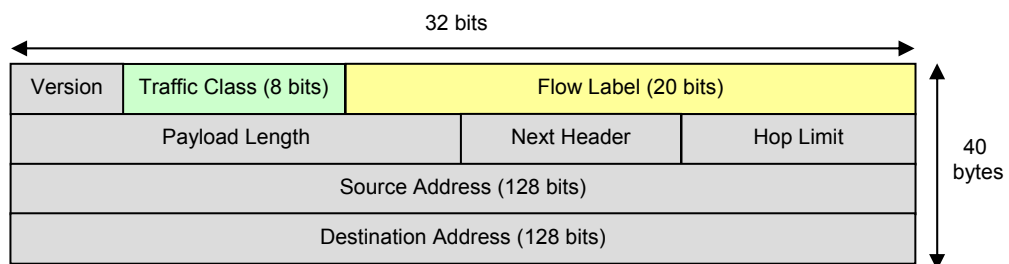 32 bits
Version Traffic Class (8 bits) Flow Label (20 bits)
Payload Length Next Header Hop Limit
40
bytes
Source Address (128 bits)
Destination Address (128 bits)